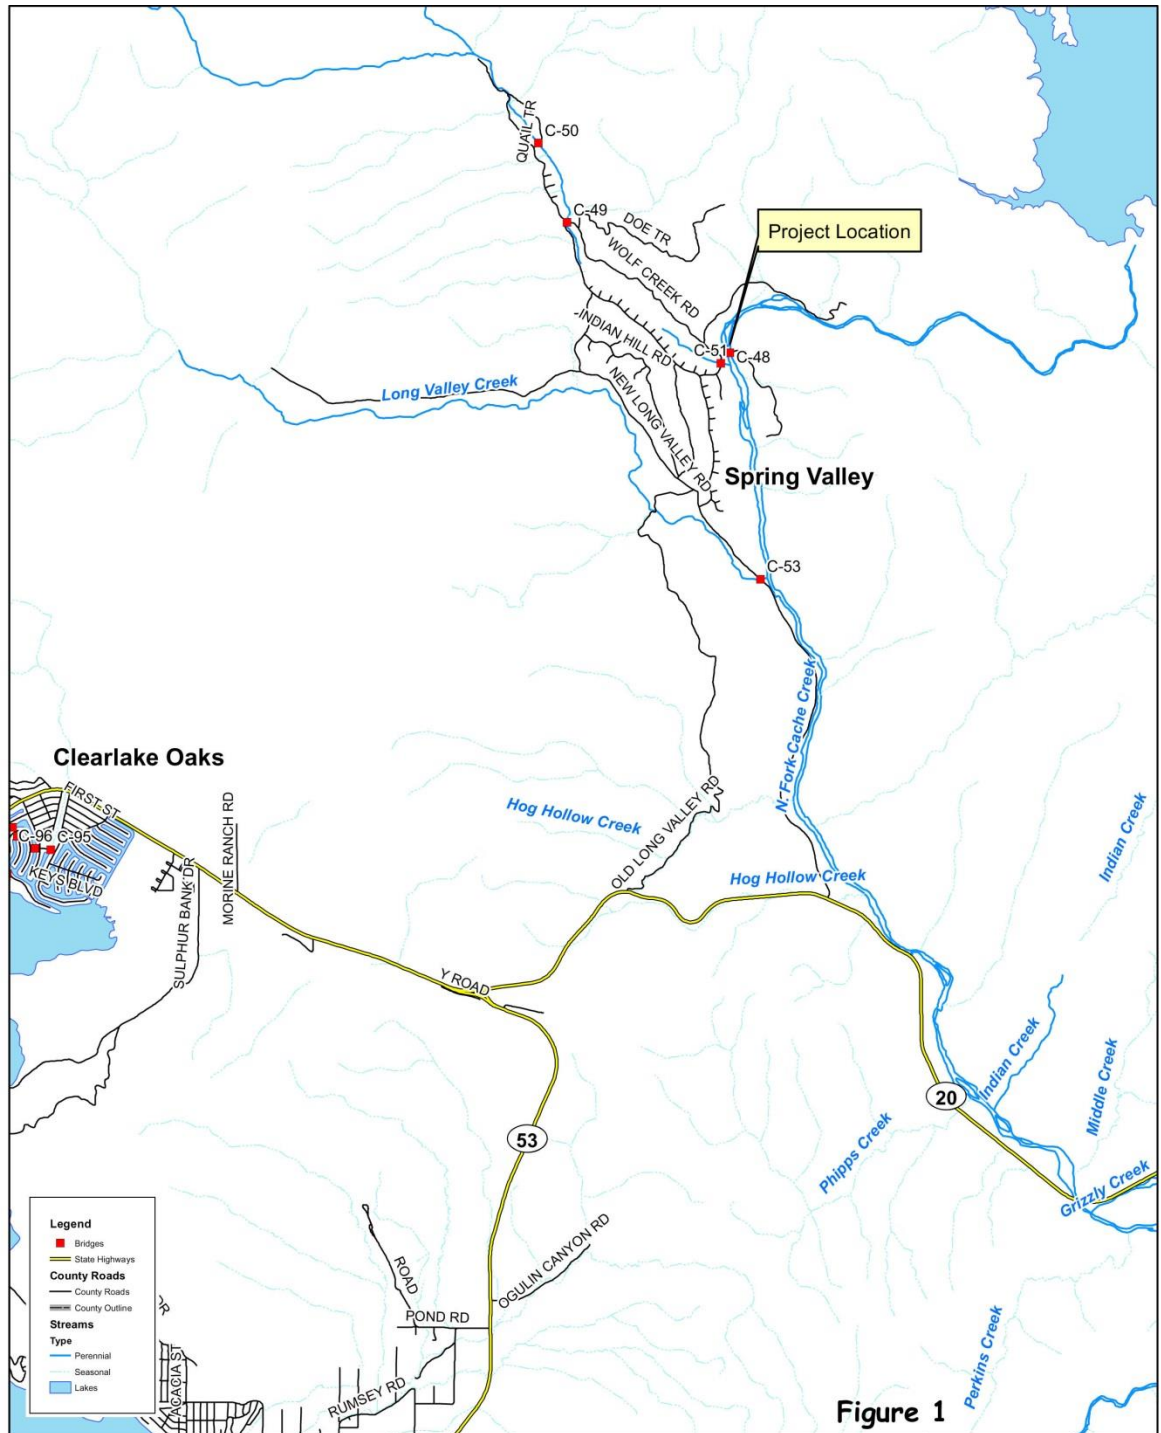 QUAIL TR
C-50
C-49
DOE TR
WOLF CREEK RD
Project Location
INDIAN HILL RD
C-51
C-48
Long Valley Creek
NEW LONG VALLEY RD
Spring Valley
C-53
N. Fork-Cache Creek
Clearlake Oaks
FIRST ST
C-96
C-95
KEYS BLVD
MORINE RANCH RD
SULPHUR BANK DR
Hog Hollow Creek
OLD LONG VALLEY RD
Hog Hollow Creek
Indian Creek
Y ROAD
Indian Creek
Middle Creek
20
53
Phipps Creek
Grizzly Creek
Legend
Bridges
State Highways
County Roads
County Roads
County Outline
Streams
Type
Perennial
Seasonal
Lakes
DR
ACACIA ST
ROAD
OGULIN CANYON RD
POND RD
RUMSEY RD
Perkins Creek
Figure 1